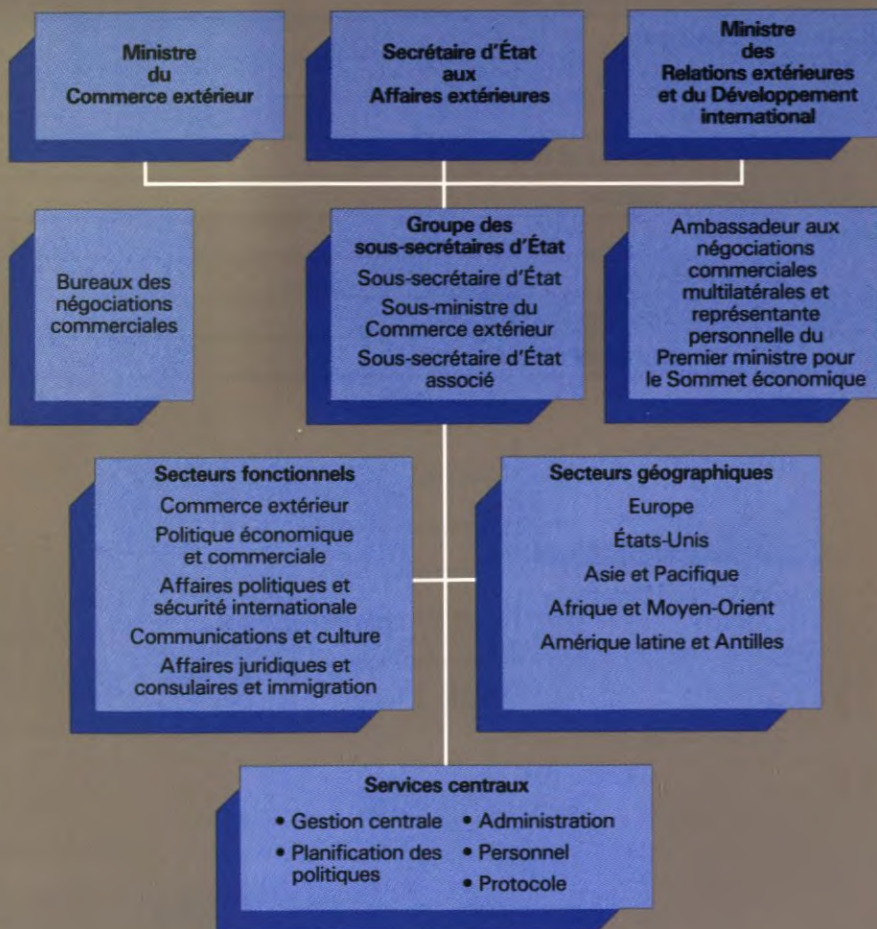 Ministre
du
Commerce extérieur
Secrétaire d'État
aux
Affaires extérieures
Ministre
des
Relations extérieures
et du Développement
international
Bureaux des
négociations
commerciales
Groupe des
sous-secrétaires d'État
Sous-secrétaire d'État
Sous-ministre du
Commerce extérieur
Sous-secrétaire d'État
associé
Ambassadeur aux
négociations
commerciales
multilatérales et
représentante
personnelle du
Premier ministre pour
le Sommet économique
Secteurs fonctionnels
Commerce extérieur
Politique économique
et commerciale
Affaires politiques et
sécurité internationale
Communications et culture
Affaires juridiques et
consulaires et immigration
Secteurs géographiques
Europe
États-Unis
Asie et Pacifique
Afrique et Moyen-Orient
Amérique latine et Antilles
Services centraux
• Gestion centrale
• Planification des
politiques
• Administration
• Personnel
• Protocole